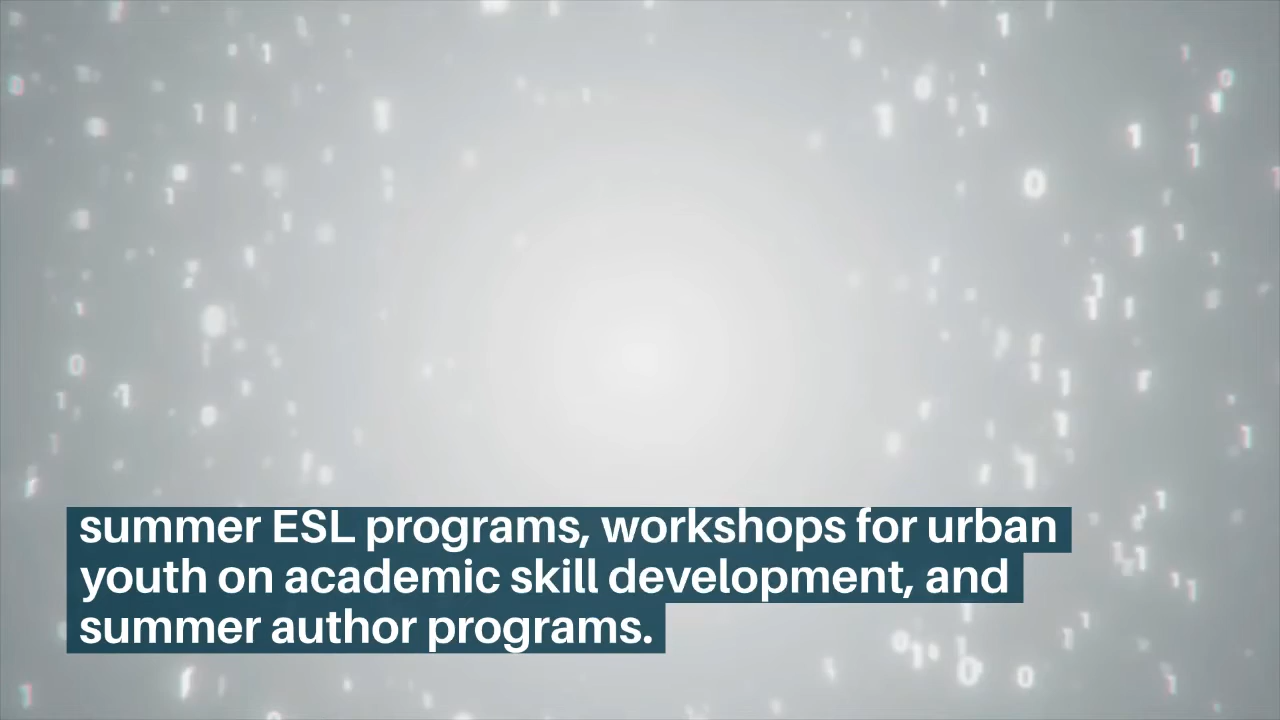 summer ESL programs, workshops for urban
youth on academic skill development, and
summer author programs.